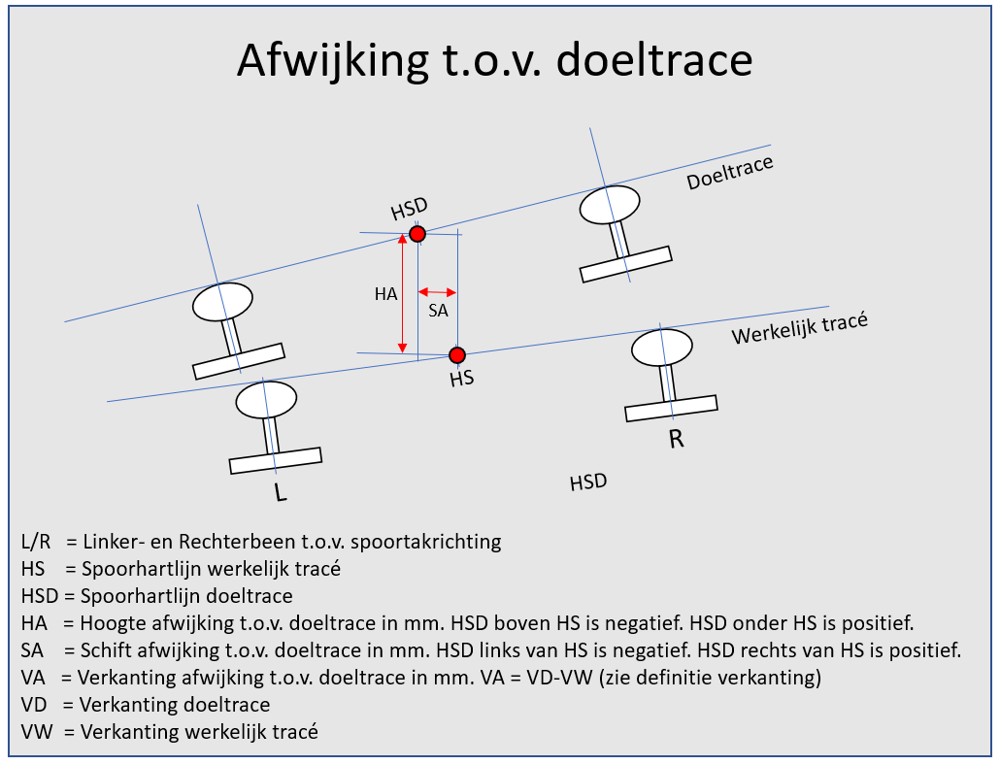 Afwijking t.o.v. doeltrace
Doeltrace
HSD
HA
SA
Werkelijk tracé
HS
R
HSD
L
L/R = Linker- en Rechterbeen t.o.v. spoortakrichting
HS = Spoorhartlijn werkelijk tracé
HSD = Spoorhartlijn doeltrace
HA = Hoogte afwijking t.o.v. doeltrace in mm. HSD boven HS is negatief. HSD onder HS is positief.
SA = Schift afwijking t.o.v. doeltrace in mm. HSD links van HS is negatief. HSD rechts van HS is positief.
VA = Verkanting afwijking t.o.v. doeltrace in mm. VA = VD-VW (zie definitie verkanting)
VD = Verkanting doeltrace
VW = Verkanting werkelijk tracé